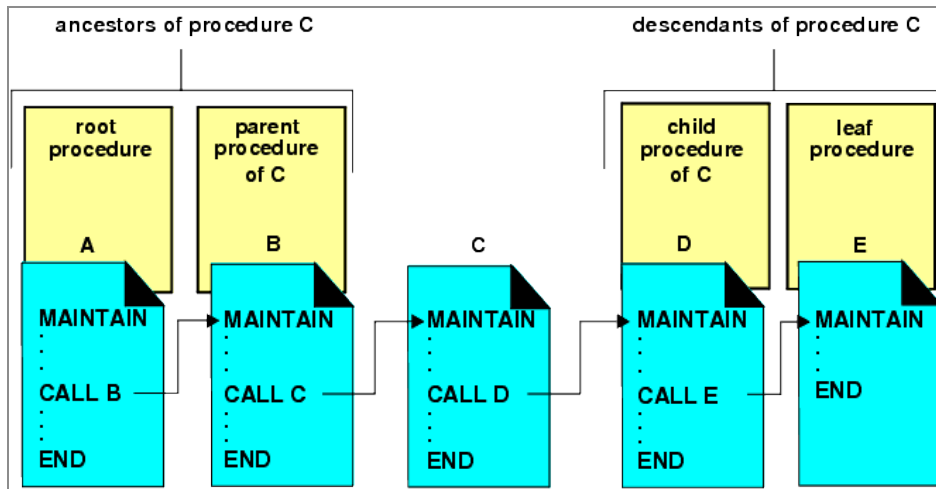 ancestors of procedure C
descendants of procedure C
root
procedure
A
parent
procedure
of C
B
C
child
procedure
of C
D
leaf
procedure
E
MAINTAIN
.
.
.
CALL B
.
.
.
END
MAINTAIN
.
.
.
CALL C
.
.
.
END
MAINTAIN
.
.
.
CALL D
.
.
.
END
MAINTAIN
.
.
.
CALL E
.
.
.
END
MAINTAIN
.
.
.
END